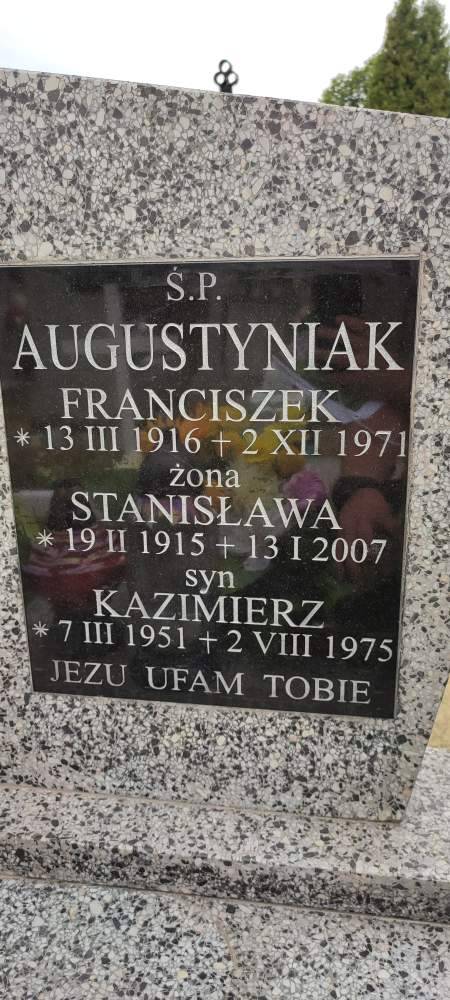 Ś.P.
AUGUSTYNIAK
FRANCISZEK
* 13 III 1916 + 2 XII 1971
żona
STANISŁAWA
* 19 II 1915 + 13 I 2007
syn
KAZIMIERZ
* 7 III 1951 + 2 VIII 1975
JEZU UFAM TOBIE